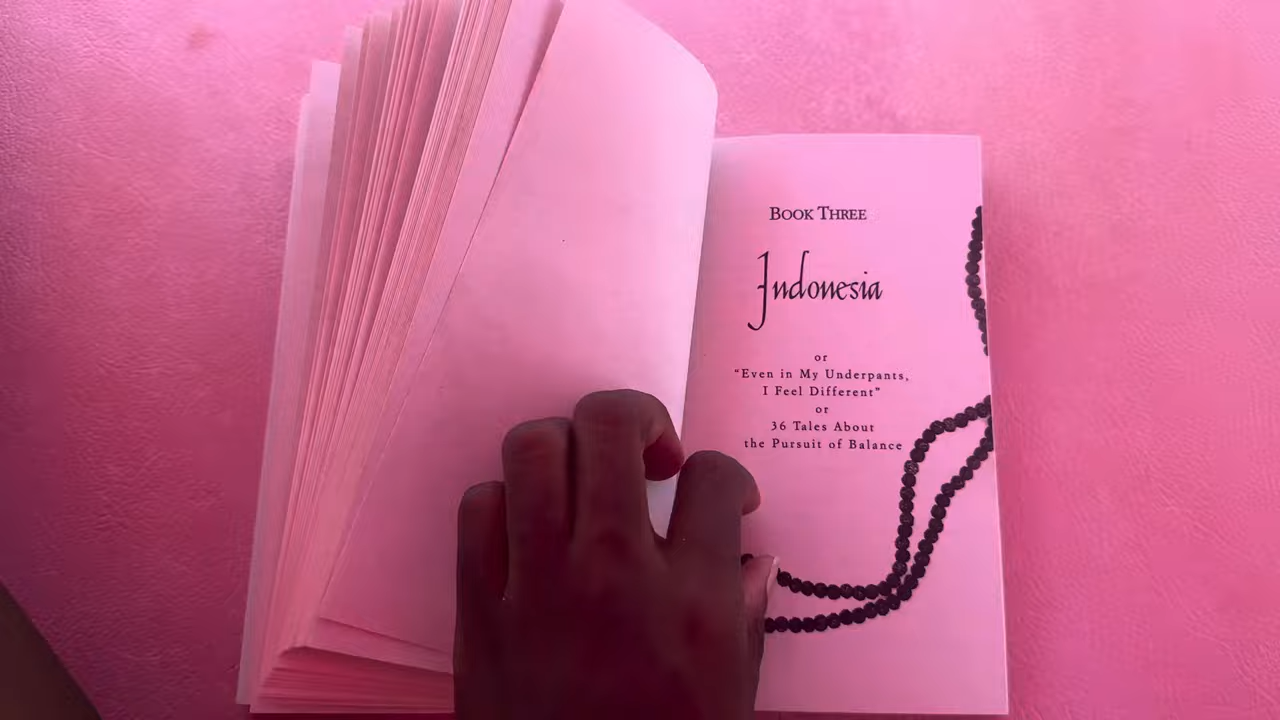 BOOK THREE
Indonesia
or
“Even in My Underpants,
I Feel Different”
or
36 Tales About
the Pursuit of Balance